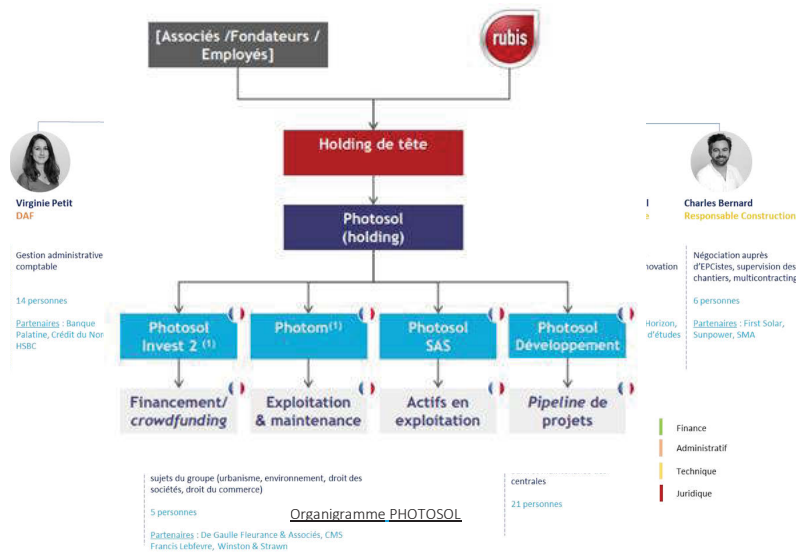 [Associés /Fondateurs /
Employés]
rubis
Holding de tête
Photosol
(holding)
Virginie Petit
DAF
Gestion administrative
comptable
14 personnes
Partenaires : Banque
Palatine, Crédit du Nor
HSBC
l
e
novation
Horizon,
d'études
Charles Bernard
Responsable Construction
Négociation auprès
d'EPCistes, supervision des
chantiers, multicontracting
6 personnes
Partenaires : First Solar,
Sunpower, SMA
Photosol
Invest 2 (1)
Photom(1)
Photosol
SAS
Photosol
Développement
Financement/
crowdfunding
Exploitation
& maintenance
Actifs en
exploitation
Pipeline de
projets
Finance
Administratif
Technique
Juridique
sujets du groupe (urbanisme, environnement, droit des
sociétés, droit du commerce)
5 personnes
Partenaires : De Gaulle Fleurance & Associés, CMS
Francis Lebfevre, Winston & Strawn
centrales
21 personnes
Organigramme PHOTOSOL